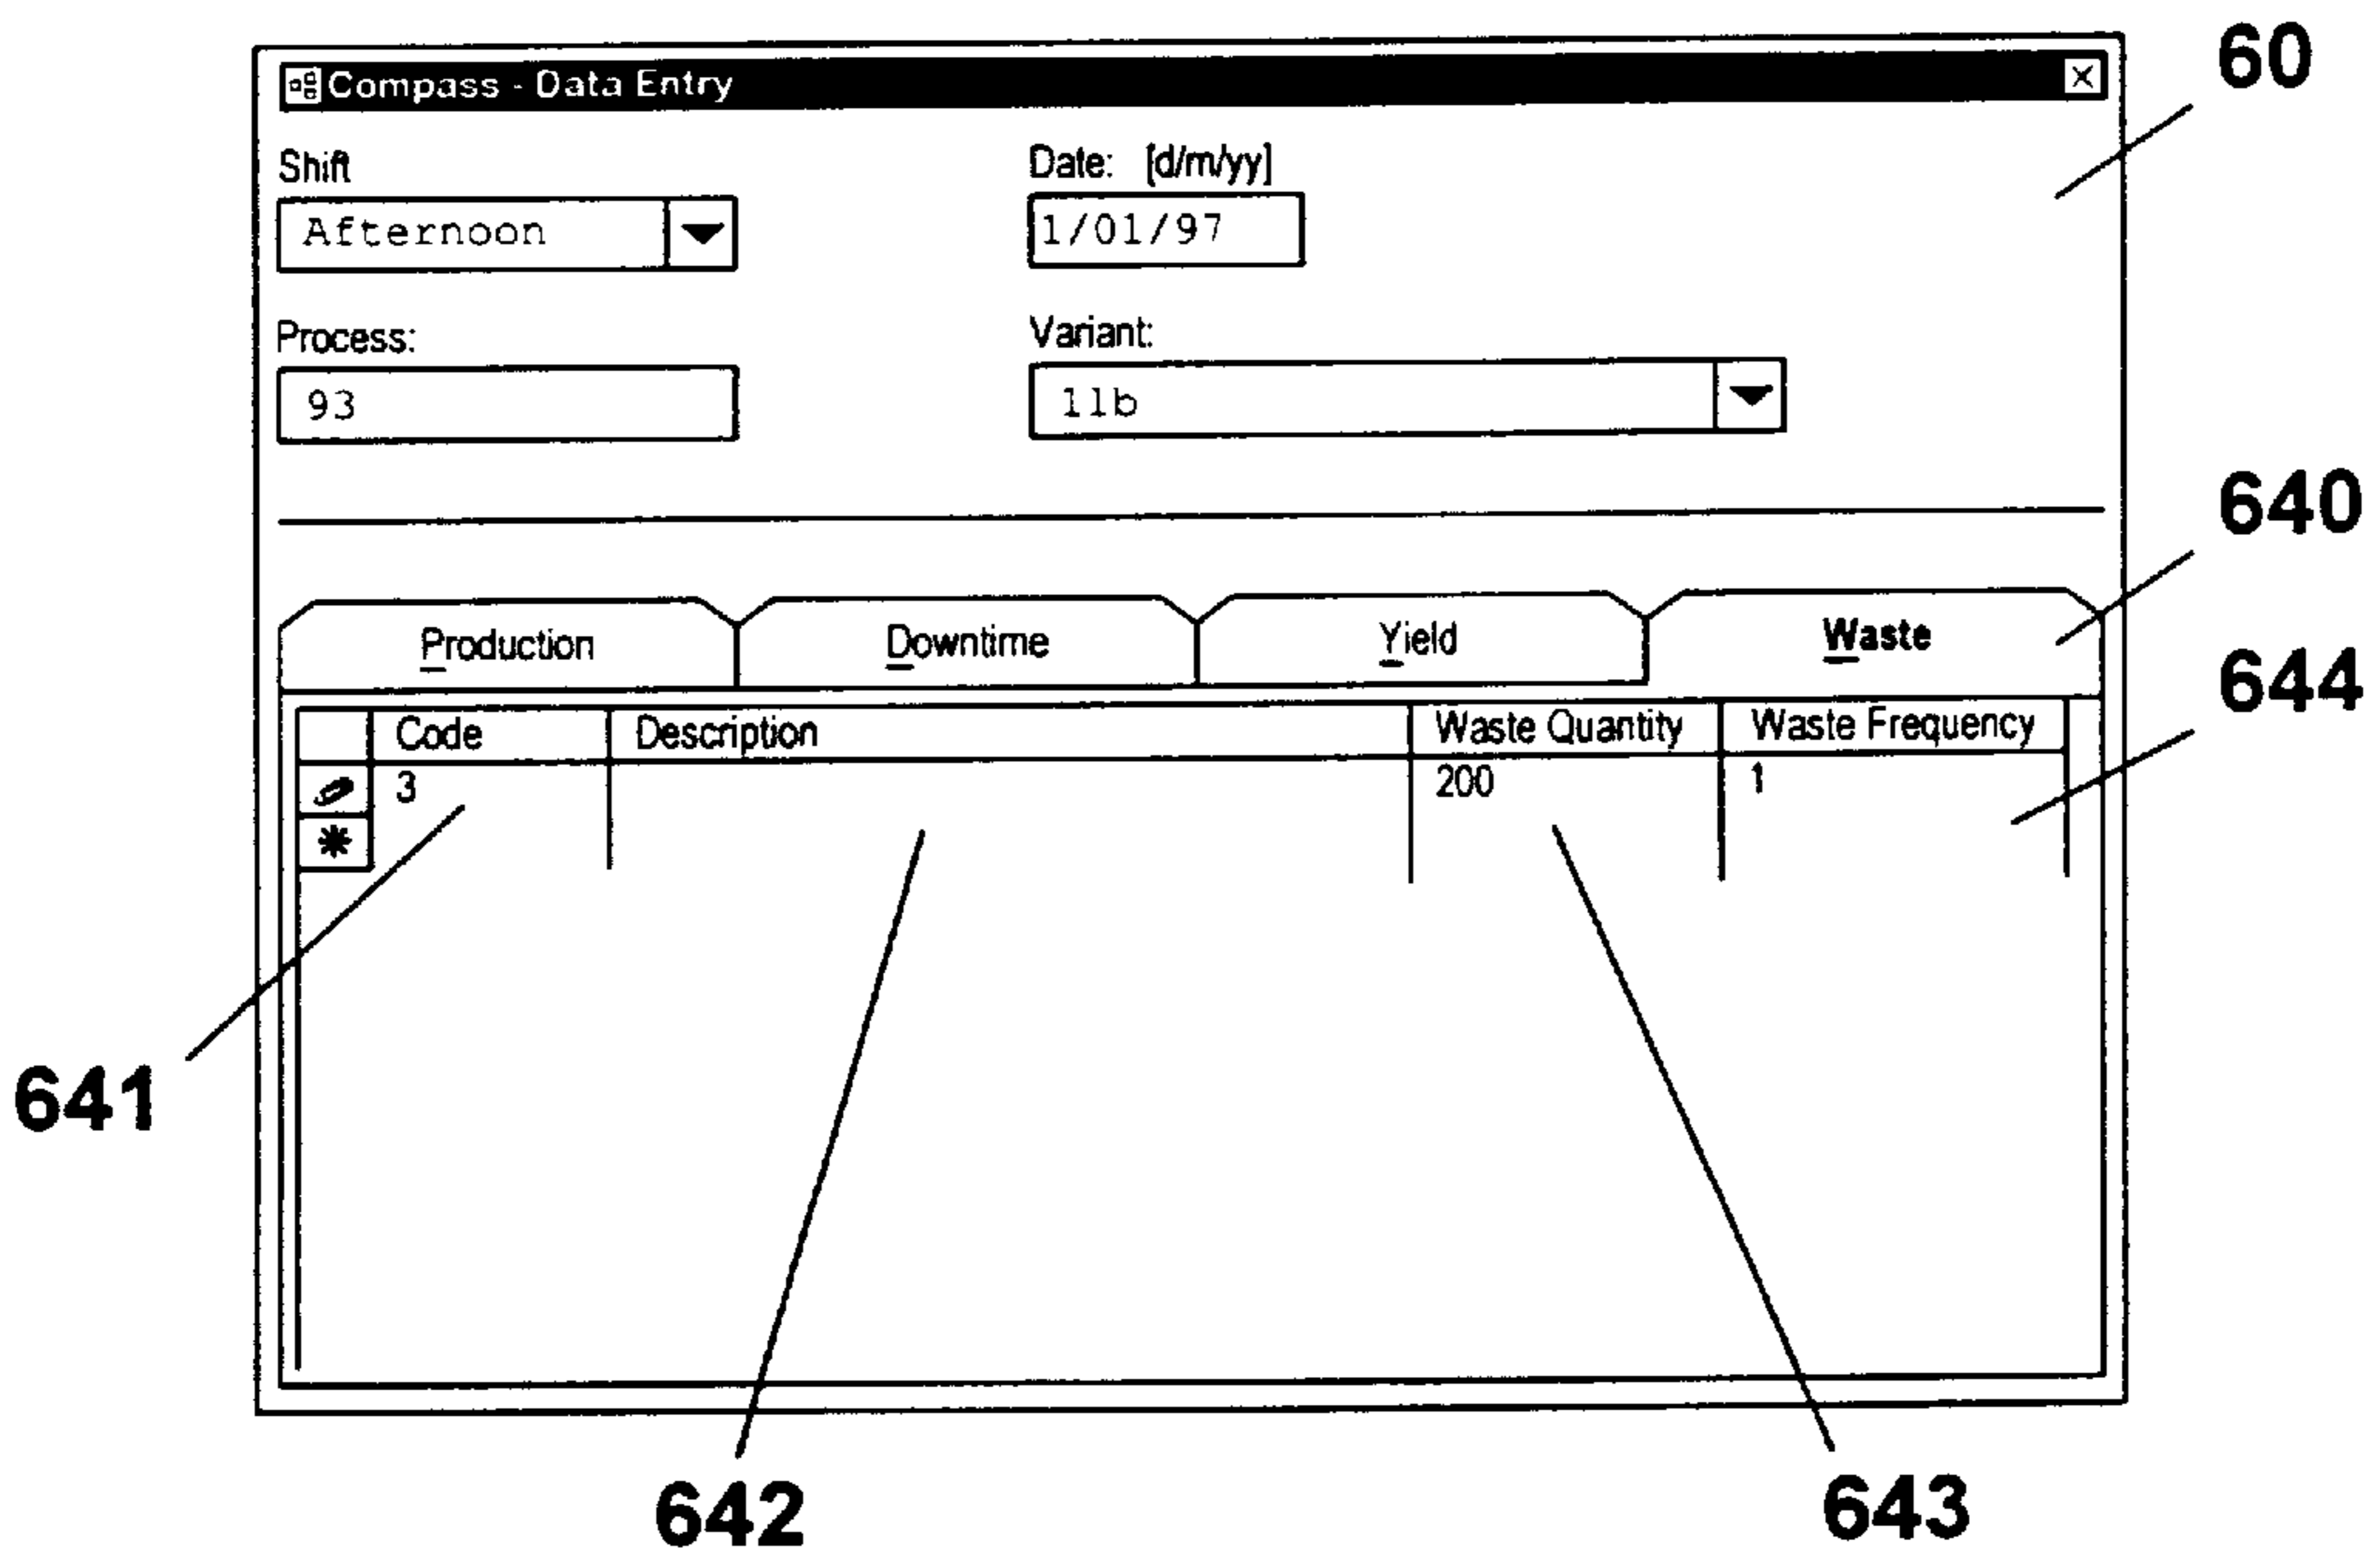 60
Compass - Data Entry
Shift
Date: [d/m/yy]
Afternoon
1/01/97
Process:
Variant:
93
1lb
640
Production Downtime Yield Waste
644
Code Description Waste Quantity Waste Frequency
3 200 1
641
642
643